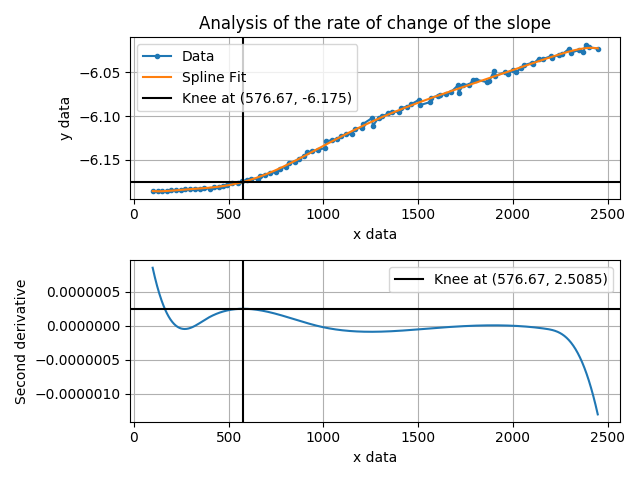 Analysis of the rate of change of the slope
Data
Spline Fit
Knee at (576.67, -6.175)
y data
−6.05
−6.10
−6.15
0 500 1000 1500 2000 2500
x data
Knee at (576.67, 2.5085)
Second derivative
0.0000005
0.0000000
−0.0000005
−0.0000010
0 500 1000 1500 2000 2500
x data